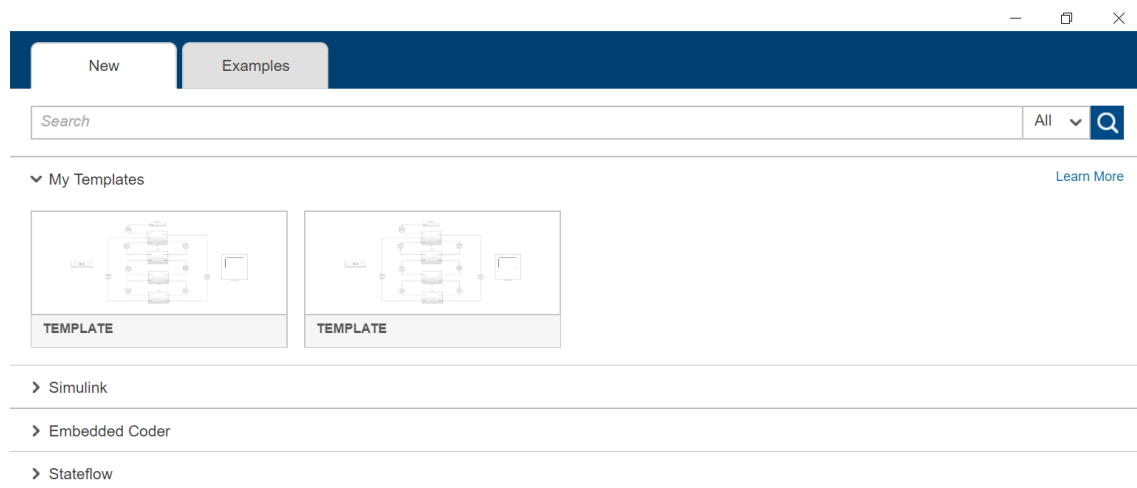 New
Examples
Search
All
My Templates
Learn More
TEMPLATE
TEMPLATE
Simulink
Embedded Coder
Stateflow